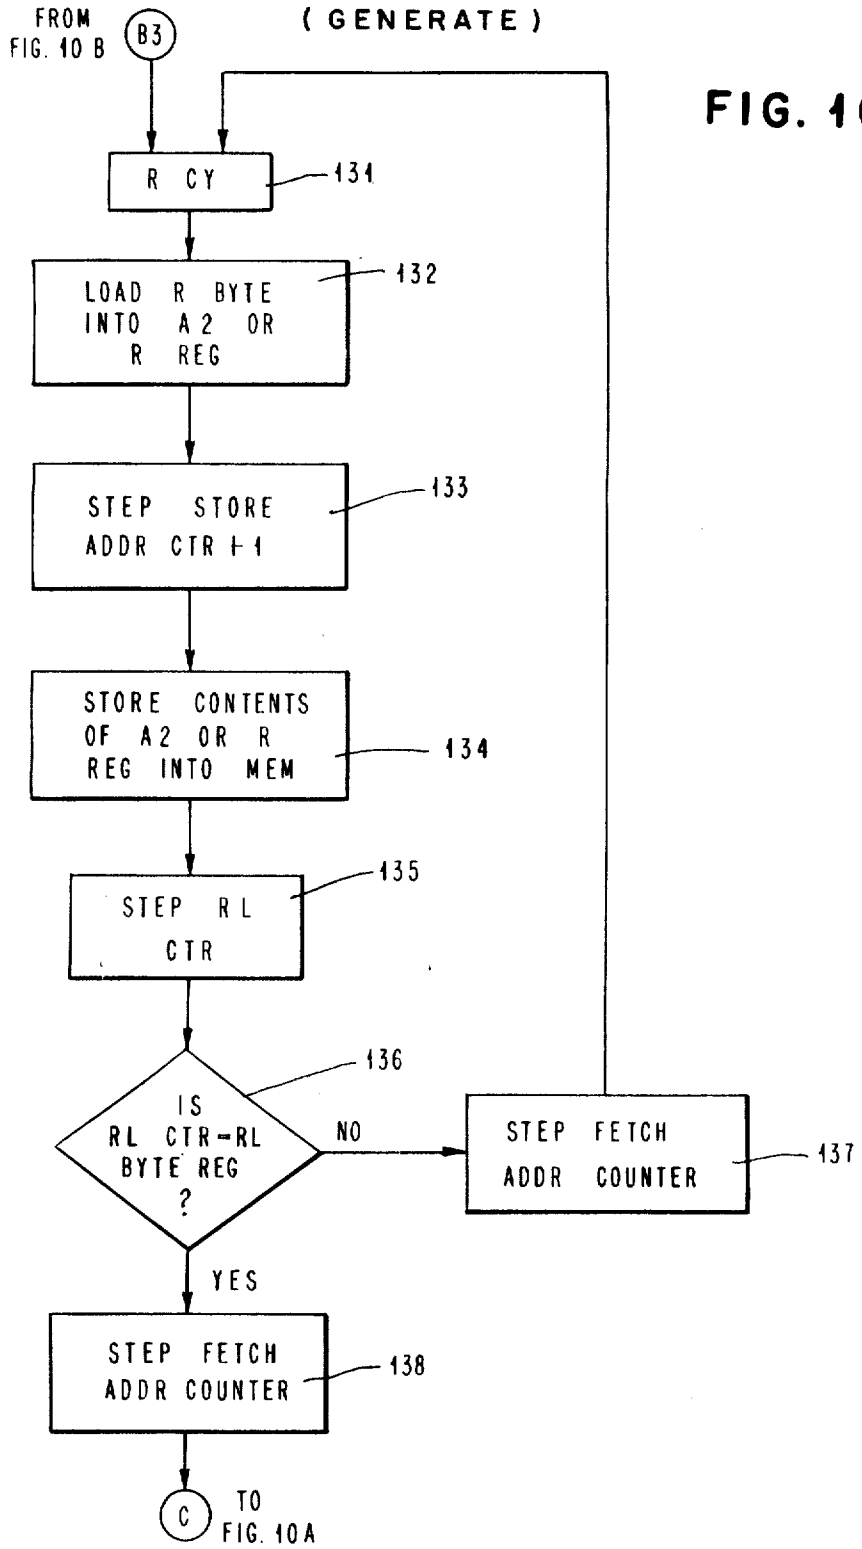 FROM
FIG. 10 B
B3
( GENERATE )
FIG. 10
R CY
131
LOAD R BYTE
INTO A2 OR
R REG
132
STEP STORE
ADDR CTR +1
133
STORE CONTENTS
OF A2 OR R
REG INTO MEM
134
STEP RL
CTR
135
IS
RL CTR=RL
BYTE REG
?
136
NO
STEP FETCH
ADDR COUNTER
137
YES
STEP FETCH
ADDR COUNTER
138
C
TO
FIG. 10A